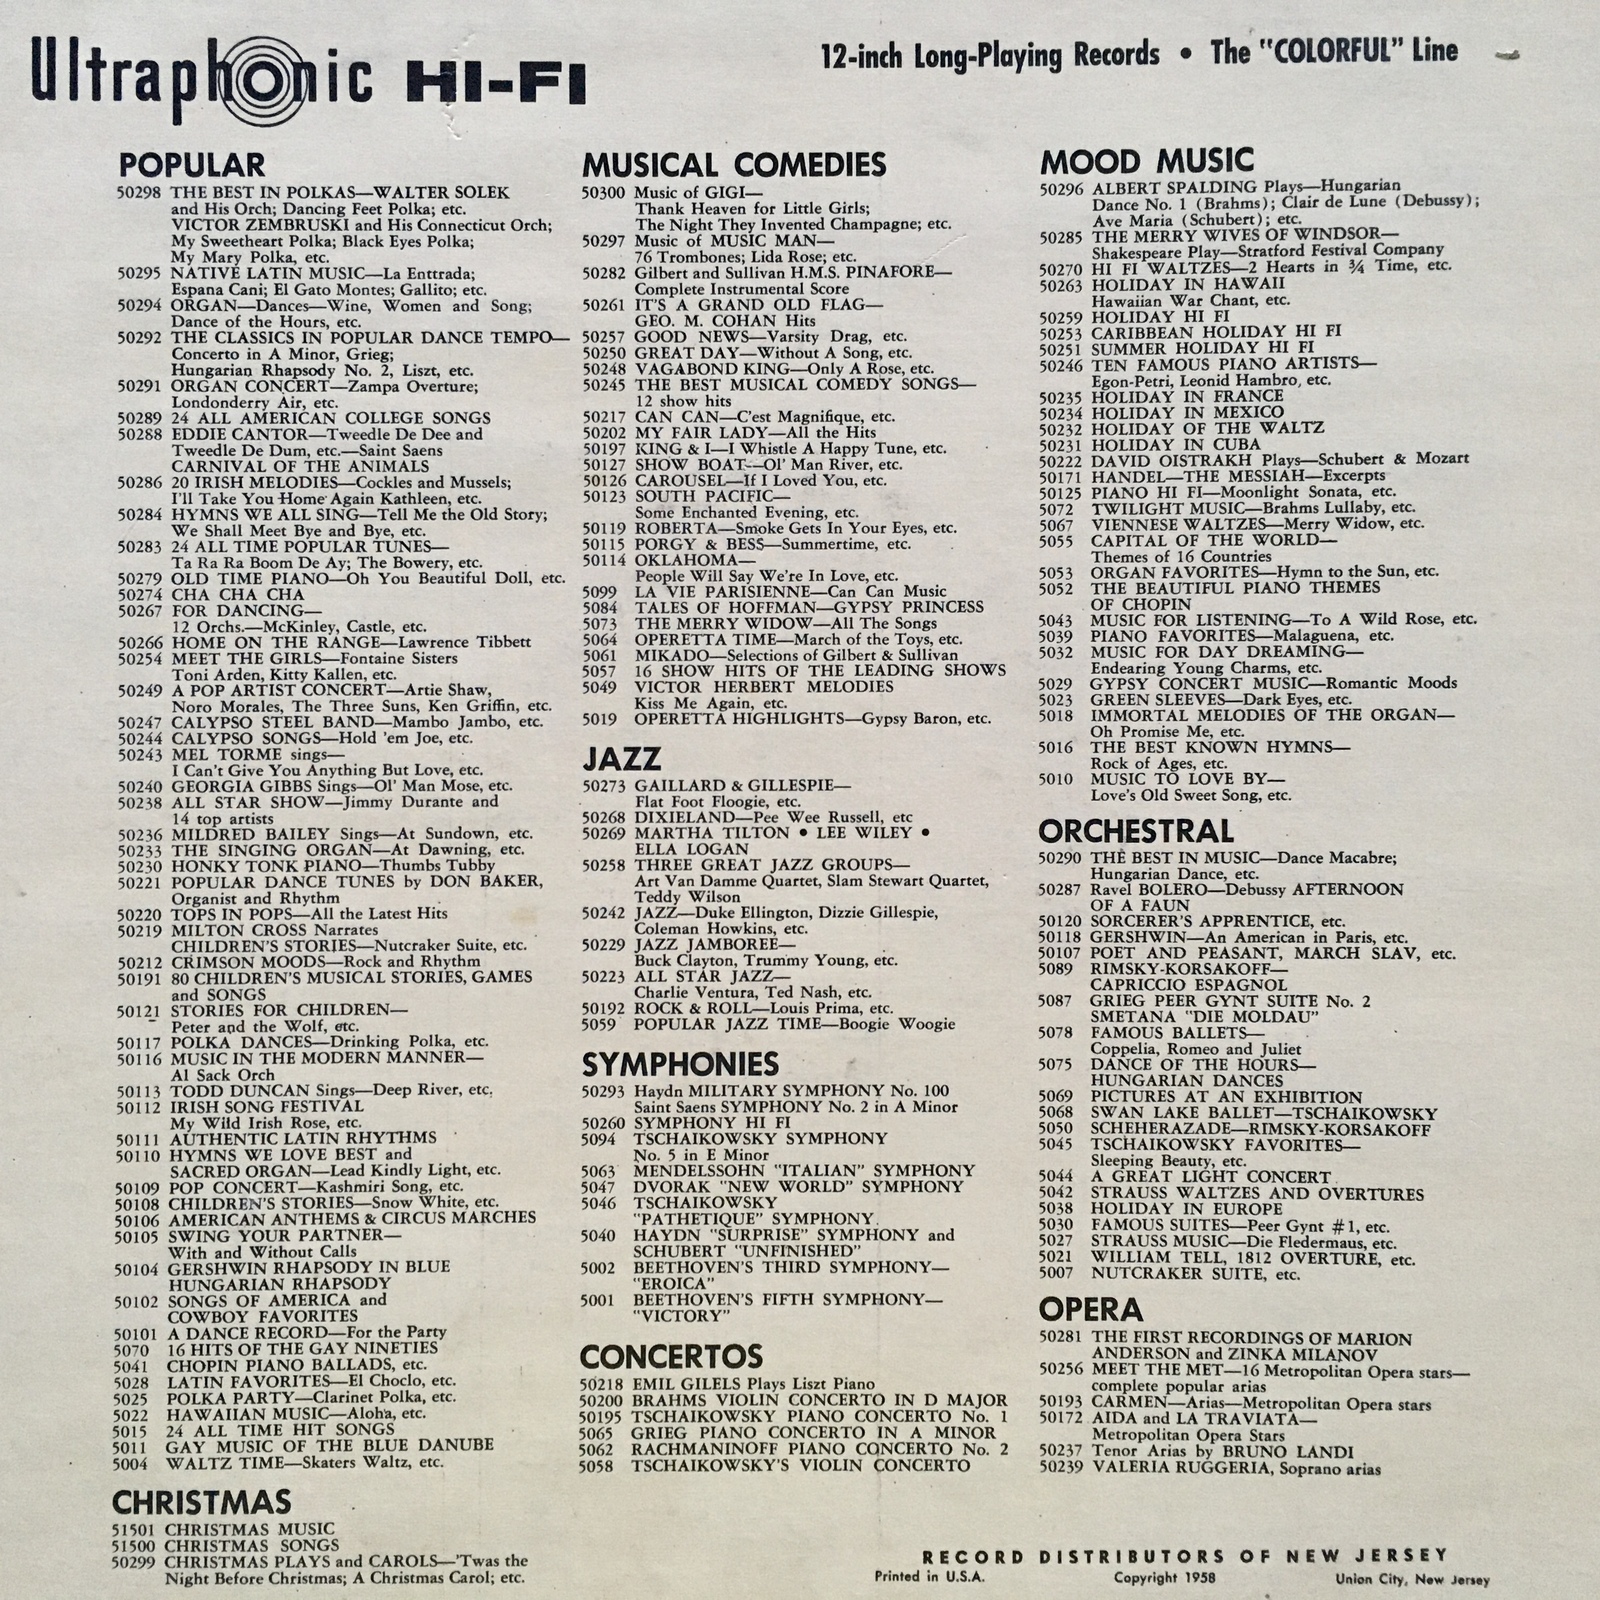 Ultraphonic HI-FI
12-inch Long-Playing Records • The "COLORFUL" Line
POPULAR
50298 THE BEST IN POLKAS—WALTER SOLEK
and His Orch; Dancing Feet Polka; etc.
VICTOR ZEMBRUSKI and His Connecticut Orch;
My Sweetheart Polka; Black Eyes Polka;
My Mary Polka, etc.
50295 NATIVE LATIN MUSIC—La Enttrada;
Espana Cani; El Gato Montes; Gallito; etc.
50294 ORGAN—Dances—Wine, Women and Song;
Dance of the Hours, etc.
50292 THE CLASSICS IN POPULAR DANCE TEMPO—
Concerto in A Minor, Grieg;
Hungarian Rhapsody No. 2, Liszt, etc.
50291 ORGAN CONCERT—Zampa Overture;
Londonderry Air, etc.
50289 24 ALL AMERICAN COLLEGE SONGS
50288 EDDIE CANTOR—Tweedle De Dee and
Tweedle De Dum, etc.—Saint Saens
CARNIVAL OF THE ANIMALS
50286 20 IRISH MELODIES—Cockles and Mussels;
I'll Take You Home Again Kathleen, etc.
50284 HYMNS WE ALL SING—Tell Me the Old Story;
We Shall Meet Bye and Bye, etc.
50283 24 ALL TIME POPULAR TUNES—
Ta Ra Ra Boom De Ay; The Bowery, etc.
50279 OLD TIME PIANO—Oh You Beautiful Doll, etc.
50274 CHA CHA CHA
50267 FOR DANCING—
12 Orchs.—McKinley, Castle, etc.
50266 HOME ON THE RANGE—Lawrence Tibbett
50254 MEET THE GIRLS—Fontaine Sisters
Toni Arden, Kitty Kallen, etc.
50249 A POP ARTIST CONCERT—Artie Shaw,
Noro Morales, The Three Suns, Ken Griffin, etc.
50247 CALYPSO STEEL BAND—Mambo Jambo, etc.
50244 CALYPSO SONGS—Hold 'em Joe, etc.
50243 MEL TORME sings—
I Can't Give You Anything But Love, etc.
50240 GEORGIA GIBBS Sings—Ol' Man Mose, etc.
50238 ALL STAR SHOW—Jimmy Durante and
14 top artists
50236 MILDRED BAILEY Sings—At Sundown, etc.
50233 THE SINGING ORGAN—At Dawning, etc.
50230 HONKY TONK PIANO—Thumbs Tubby
50221 POPULAR DANCE TUNES by DON BAKER,
Organist and Rhythm
50220 TOPS IN POPS—All the Latest Hits
50219 MILTON CROSS Narrates
CHILDREN'S STORIES—Nutcraker Suite, etc.
50212 CRIMSON MOODS—Rock and Rhythm
50191 80 CHILDREN'S MUSICAL STORIES, GAMES
and SONGS
50121 STORIES FOR CHILDREN—
Peter and the Wolf, etc.
50117 POLKA DANCES—Drinking Polka, etc.
50116 MUSIC IN THE MODERN MANNER—
Al Sack Orch
50113 TODD DUNCAN Sings—Deep River, etc.
50112 IRISH SONG FESTIVAL
My Wild Irish Rose, etc.
50111 AUTHENTIC LATIN RHYTHMS
50110 HYMNS WE LOVE BEST and
SACRED ORGAN—Lead Kindly Light, etc.
50109 POP CONCERT—Kashmiri Song, etc.
50108 CHILDREN'S STORIES—Snow White, etc.
50106 AMERICAN ANTHEMS & CIRCUS MARCHES
50105 SWING YOUR PARTNER—
With and Without Calls
50104 GERSHWIN RHAPSODY IN BLUE
HUNGARIAN RHAPSODY
50102 SONGS OF AMERICA and
COWBOY FAVORITES
50101 A DANCE RECORD—For the Party
5070 16 HITS OF THE GAY NINETIES
5041 CHOPIN PIANO BALLADS, etc.
5028 LATIN FAVORITES—El Choclo, etc.
5025 POLKA PARTY—Clarinet Polka, etc.
5022 HAWAIIAN MUSIC—Aloha, etc.
5015 24 ALL TIME HIT SONGS
5011 GAY MUSIC OF THE BLUE DANUBE
5004 WALTZ TIME—Skaters Waltz, etc.
CHRISTMAS
51501 CHRISTMAS MUSIC
51500 CHRISTMAS SONGS
50299 CHRISTMAS PLAYS and CAROLS—'Twas the
Night Before Christmas; A Christmas Carol; etc.
MUSICAL COMEDIES
50300 Music of GIGI—
Thank Heaven for Little Girls;
The Night They Invented Champagne; etc.
50297 Music of MUSIC MAN—
76 Trombones; Lida Rose; etc.
50282 Gilbert and Sullivan H.M.S. PINAFORE—
Complete Instrumental Score
50261 IT'S A GRAND OLD FLAG—
GEO. M. COHAN Hits
50257 GOOD NEWS—Varsity Drag, etc.
50250 GREAT DAY—Without A Song, etc.
50248 VAGABOND KING—Only A Rose, etc.
50245 THE BEST MUSICAL COMEDY SONGS—
12 show hits
50217 CAN CAN—C'est Magnifique, etc.
50202 MY FAIR LADY—All the Hits
50197 KING & I—I Whistle A Happy Tune, etc.
50127 SHOW BOAT—Ol' Man River, etc.
50126 CAROUSEL—If I Loved You, etc.
50123 SOUTH PACIFIC—
Some Enchanted Evening, etc.
50119 ROBERTA—Smoke Gets In Your Eyes, etc.
50115 PORGY & BESS—Summertime, etc.
50114 OKLAHOMA—
People Will Say We're In Love, etc.
5099 LA VIE PARISIENNE—Can Can Music
5084 TALES OF HOFFMAN—GYPSY PRINCESS
5073 THE MERRY WIDOW—All The Songs
5064 OPERETTA TIME—March of the Toys, etc.
5061 MIKADO—Selections of Gilbert & Sullivan
5057 16 SHOW HITS OF THE LEADING SHOWS
5049 VICTOR HERBERT MELODIES
Kiss Me Again, etc.
5019 OPERETTA HIGHLIGHTS—Gypsy Baron, etc.
JAZZ
50273 GAILLARD & GILLESPIE—
Flat Foot Floogie, etc.
50268 DIXIELAND—Pee Wee Russell, etc
50269 MARTHA TILTON • LEE WILEY •
ELLA LOGAN
50258 THREE GREAT JAZZ GROUPS—
Art Van Damme Quartet, Slam Stewart Quartet,
Teddy Wilson
50242 JAZZ—Duke Ellington, Dizzie Gillespie,
Coleman Howkins, etc.
50229 JAZZ JAMBOREE—
Buck Clayton, Trummy Young, etc.
50223 ALL STAR JAZZ—
Charlie Ventura, Ted Nash, etc.
50192 ROCK & ROLL—Louis Prima, etc.
5059 POPULAR JAZZ TIME—Boogie Woogie
SYMPHONIES
50293 Haydn MILITARY SYMPHONY No. 100
Saint Saens SYMPHONY No. 2 in A Minor
50260 SYMPHONY HI FI
5094 TSCHAIKOWSKY SYMPHONY
No. 5 in E Minor
5063 MENDELSSOHN "ITALIAN" SYMPHONY
5047 DVORAK "NEW WORLD" SYMPHONY
5046 TSCHAIKOWSKY
"PATHETIQUE" SYMPHONY
5040 HAYDN "SURPRISE" SYMPHONY and
SCHUBERT "UNFINISHED"
5002 BEETHOVEN'S THIRD SYMPHONY—
"EROICA"
5001 BEETHOVEN'S FIFTH SYMPHONY—
"VICTORY"
CONCERTOS
50218 EMIL GILELS Plays Liszt Piano
50200 BRAHMS VIOLIN CONCERTO IN D MAJOR
50195 TSCHAIKOWSKY PIANO CONCERTO No. 1
5065 GRIEG PIANO CONCERTO IN A MINOR
5062 RACHMANINOFF PIANO CONCERTO No. 2
5058 TSCHAIKOWSKY'S VIOLIN CONCERTO
MOOD MUSIC
50296 ALBERT SPALDING Plays—Hungarian
Dance No. 1 (Brahms); Clair de Lune (Debussy);
Ave Maria (Schubert); etc.
50285 THE MERRY WIVES OF WINDSOR—
Shakespeare Play—Stratford Festival Company
50270 HI FI WALTZES—2 Hearts in ¾ Time, etc.
50263 HOLIDAY IN HAWAII
Hawaiian War Chant, etc.
50259 HOLIDAY HI FI
50253 CARIBBEAN HOLIDAY HI FI
50251 SUMMER HOLIDAY HI FI
50246 TEN FAMOUS PIANO ARTISTS—
Egon-Petri, Leonid Hambro, etc.
50235 HOLIDAY IN FRANCE
50234 HOLIDAY IN MEXICO
50232 HOLIDAY OF THE WALTZ
50231 HOLIDAY IN CUBA
50222 DAVID OISTRAKH Plays—Schubert & Mozart
50171 HANDEL—THE MESSIAH—Excerpts
50125 PIANO HI FI—Moonlight Sonata, etc.
5072 TWILIGHT MUSIC—Brahms Lullaby, etc.
5067 VIENNESE WALTZES—Merry Widow, etc.
5055 CAPITAL OF THE WORLD—
Themes of 16 Countries
5053 ORGAN FAVORITES—Hymn to the Sun, etc.
5052 THE BEAUTIFUL PIANO THEMES
OF CHOPIN
5043 MUSIC FOR LISTENING—To A Wild Rose, etc.
5039 PIANO FAVORITES—Malaguena, etc.
5032 MUSIC FOR DAY DREAMING—
Endearing Young Charms, etc.
5029 GYPSY CONCERT MUSIC—Romantic Moods
5023 GREEN SLEEVES—Dark Eyes, etc.
5018 IMMORTAL MELODIES OF THE ORGAN—
Oh Promise Me, etc.
5016 THE BEST KNOWN HYMNS—
Rock of Ages, etc.
5010 MUSIC TO LOVE BY—
Love's Old Sweet Song, etc.
ORCHESTRAL
50290 THE BEST IN MUSIC—Dance Macabre;
Hungarian Dance, etc.
50287 Ravel BOLERO—Debussy AFTERNOON
OF A FAUN
50120 SORCERER'S APPRENTICE, etc.
50118 GERSHWIN—An American in Paris, etc.
50107 POET AND PEASANT, MARCH SLAV, etc.
5089 RIMSKY-KORSAKOFF—
CAPRICCIO ESPAGNOL
5087 GRIEG PEER GYNT SUITE No. 2
SMETANA "DIE MOLDAU"
5078 FAMOUS BALLETS—
Coppelia, Romeo and Juliet
5075 DANCE OF THE HOURS—
HUNGARIAN DANCES
5069 PICTURES AT AN EXHIBITION
5068 SWAN LAKE BALLET—TSCHAIKOWSKY
5050 SCHEHERAZADE—RIMSKY-KORSAKOFF
5045 TSCHAIKOWSKY FAVORITES—
Sleeping Beauty, etc.
5044 A GREAT LIGHT CONCERT
5042 STRAUSS WALTZES AND OVERTURES
5038 HOLIDAY IN EUROPE
5030 FAMOUS SUITES—Peer Gynt #1, etc.
5027 STRAUSS MUSIC—Die Fledermaus, etc.
5021 WILLIAM TELL, 1812 OVERTURE, etc.
5007 NUTCRAKER SUITE, etc.
OPERA
50281 THE FIRST RECORDINGS OF MARION
ANDERSON and ZINKA MILANOV
50256 MEET THE MET—16 Metropolitan Opera stars—
complete popular arias
50193 CARMEN—Arias—Metropolitan Opera stars
50172 AIDA and LA TRAVIATA—
Metropolitan Opera Stars
50237 Tenor Arias by BRUNO LANDI
50239 VALERIA RUGGERIA, Soprano arias
RECORD DISTRIBUTORS OF NEW JERSEY
Printed in U.S.A. Copyright 1958 Union City, New Jersey